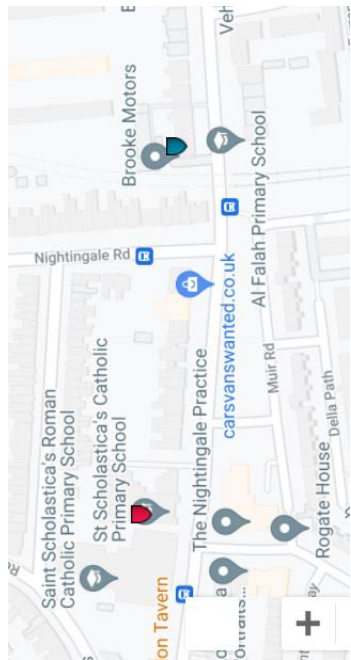 Saint Scholastica's Roman
Catholic Primary School
Nightingale Rd
St Scholastica's Catholic
Primary School
Brooke Motors
on Tavern
The Nightingale Practice
carsvanswanted.co.uk
Veh
Al Falah Primary School
Muir Rd
Rogate House
Della Path